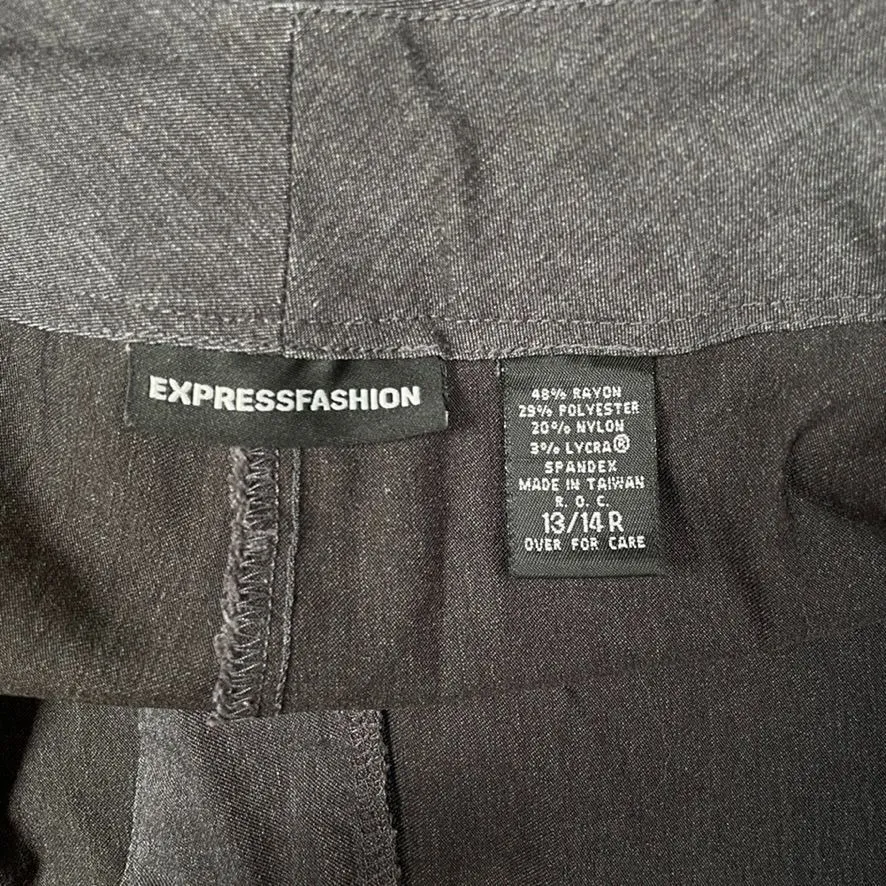 EXPRESSFASHION
48% RAYON
29% POLYESTER
20% NYLON
3% LYCRA®
SPANDEX
MADE IN TAIWAN
R. O. C.
13/14 R
OVER FOR CARE